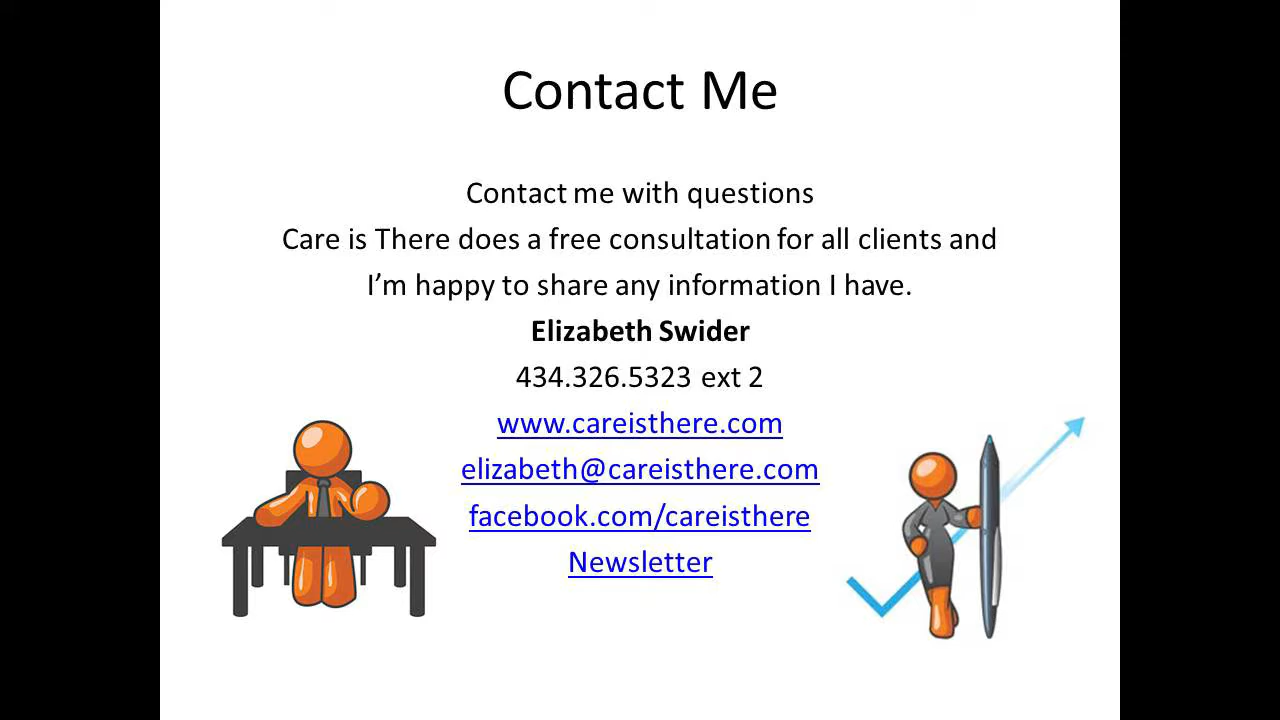 Contact Me
Contact me with questions
Care is There does a free consultation for all clients and
I’m happy to share any information I have.
Elizabeth Swider
434.326.5323 ext 2
www.careisthere.com
elizabeth@careisthere.com
facebook.com/careisthere
Newsletter